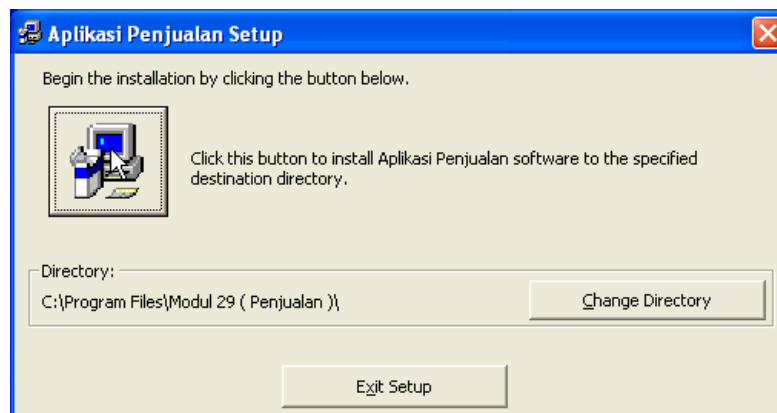 Aplikasi Penjualan Setup
Begin the installation by clicking the button below.
Click this button to install Aplikasi Penjualan software to the specified
destination directory.
Directory:
C:\Program Files\Modul 29 ( Penjualan )\
Change Directory
Exit Setup